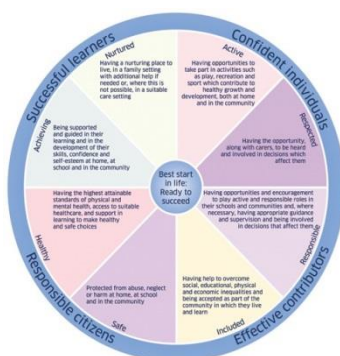 Successful learners
Confident individuals
Nurtured
Having a nurturing place to
live, in a family setting
with additional help if
needed or, where this is
not possible, in a suitable
care setting
Active
Having opportunities to
take part in activities such
as play, recreation and
sport which contribute to
healthy growth and
development, both at home
and in the community
Achieving
Being supported
and guided in their
learning and in
the development of their
skills, confidence and
self-esteem at home, at
school and in the
community
Respected
Having the opportunity,
along with carers, to be heard
and involved in decisions which
affect them
Best start
in life:
Ready to
succeed
Healthy
Having the highest attainable
standards of physical and
mental health, access to suitable
healthcare, and support in
learning to make healthy
and safe choices
Responsible
Having opportunities and encouragement
to play active and responsible roles in
their schools and communities and, where
necessary, having appropriate guidance
and supervision and being involved
in decisions that affect them
Safe
Protected from abuse, neglect
or harm at home, at school
and in the community
Included
Having help to overcome
social, educational, physical
and economic inequalities and
being accepted as part of the
community in which they live
and learn
Responsible citizens
Effective contributors